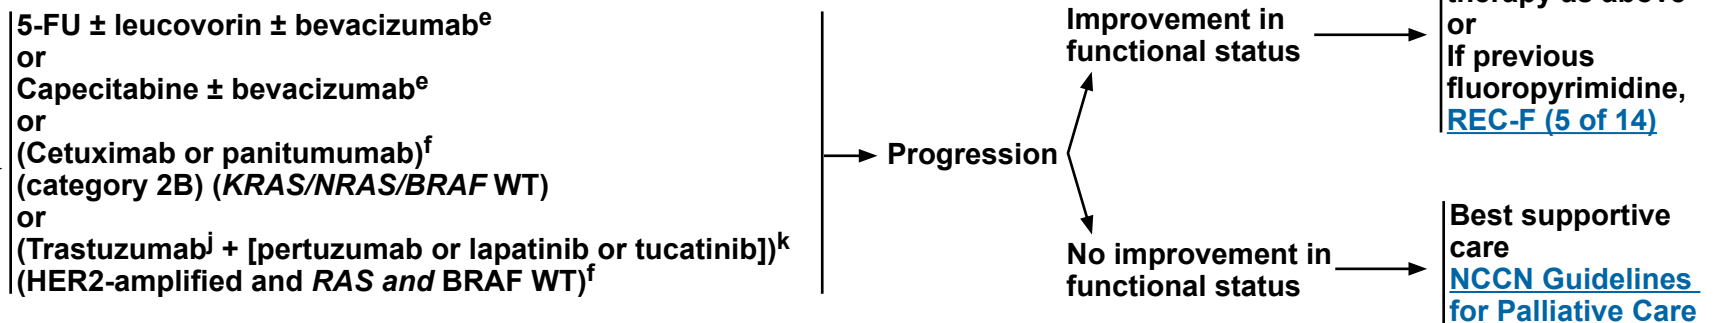 5-FU ± leucovorin ± bevacizumabᵉ
or
Capecitabine ± bevacizumabᵉ
or
(Cetuximab or panitumumab)ᶠ
(category 2B) (KRAS/NRAS/BRAF WT)
or
(Trastuzumabʲ + [pertuzumab or lapatinib or tucatinib])ᵏ
(HER2-amplified and RAS and BRAF WT)ᶠ
Progression
Improvement in
functional status
No improvement in
functional status
therapy as above
or
If previous
fluoropyrimidine,
REC-F (5 of 14)
Best supportive
care
NCCN Guidelines
for Palliative Care